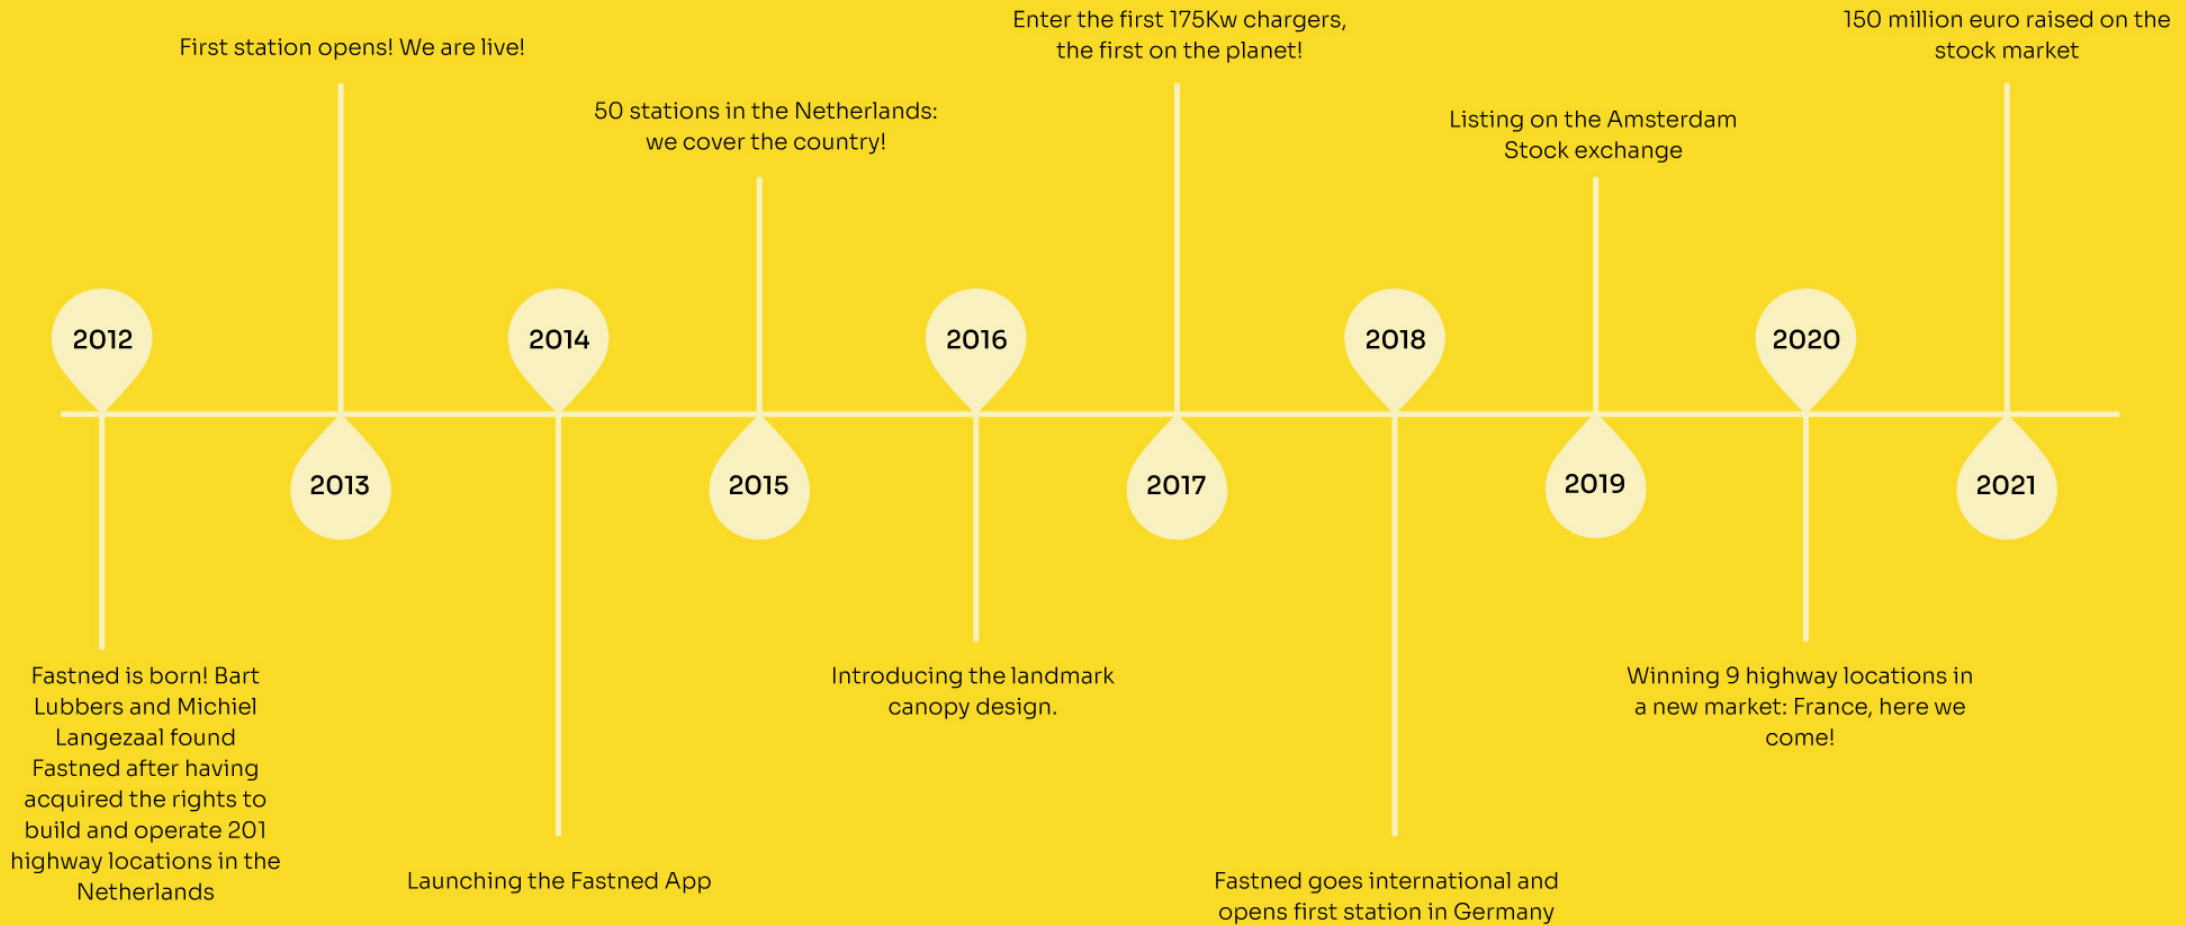 Enter the first 175Kw chargers,
the first on the planet!
150 million euro raised on the
stock market
First station opens! We are live!
50 stations in the Netherlands:
we cover the country!
Listing on the Amsterdam
Stock exchange
2012
2014
2016
2018
2020
2013
2015
2017
2019
2021
Fastned is born! Bart
Lubbers and Michiel
Langezaal found
Fastned after having
acquired the rights to
build and operate 201
highway locations in the
Netherlands
Introducing the landmark
canopy design.
Winning 9 highway locations in
a new market: France, here we
come!
Launching the Fastned App
Fastned goes international and
opens first station in Germany